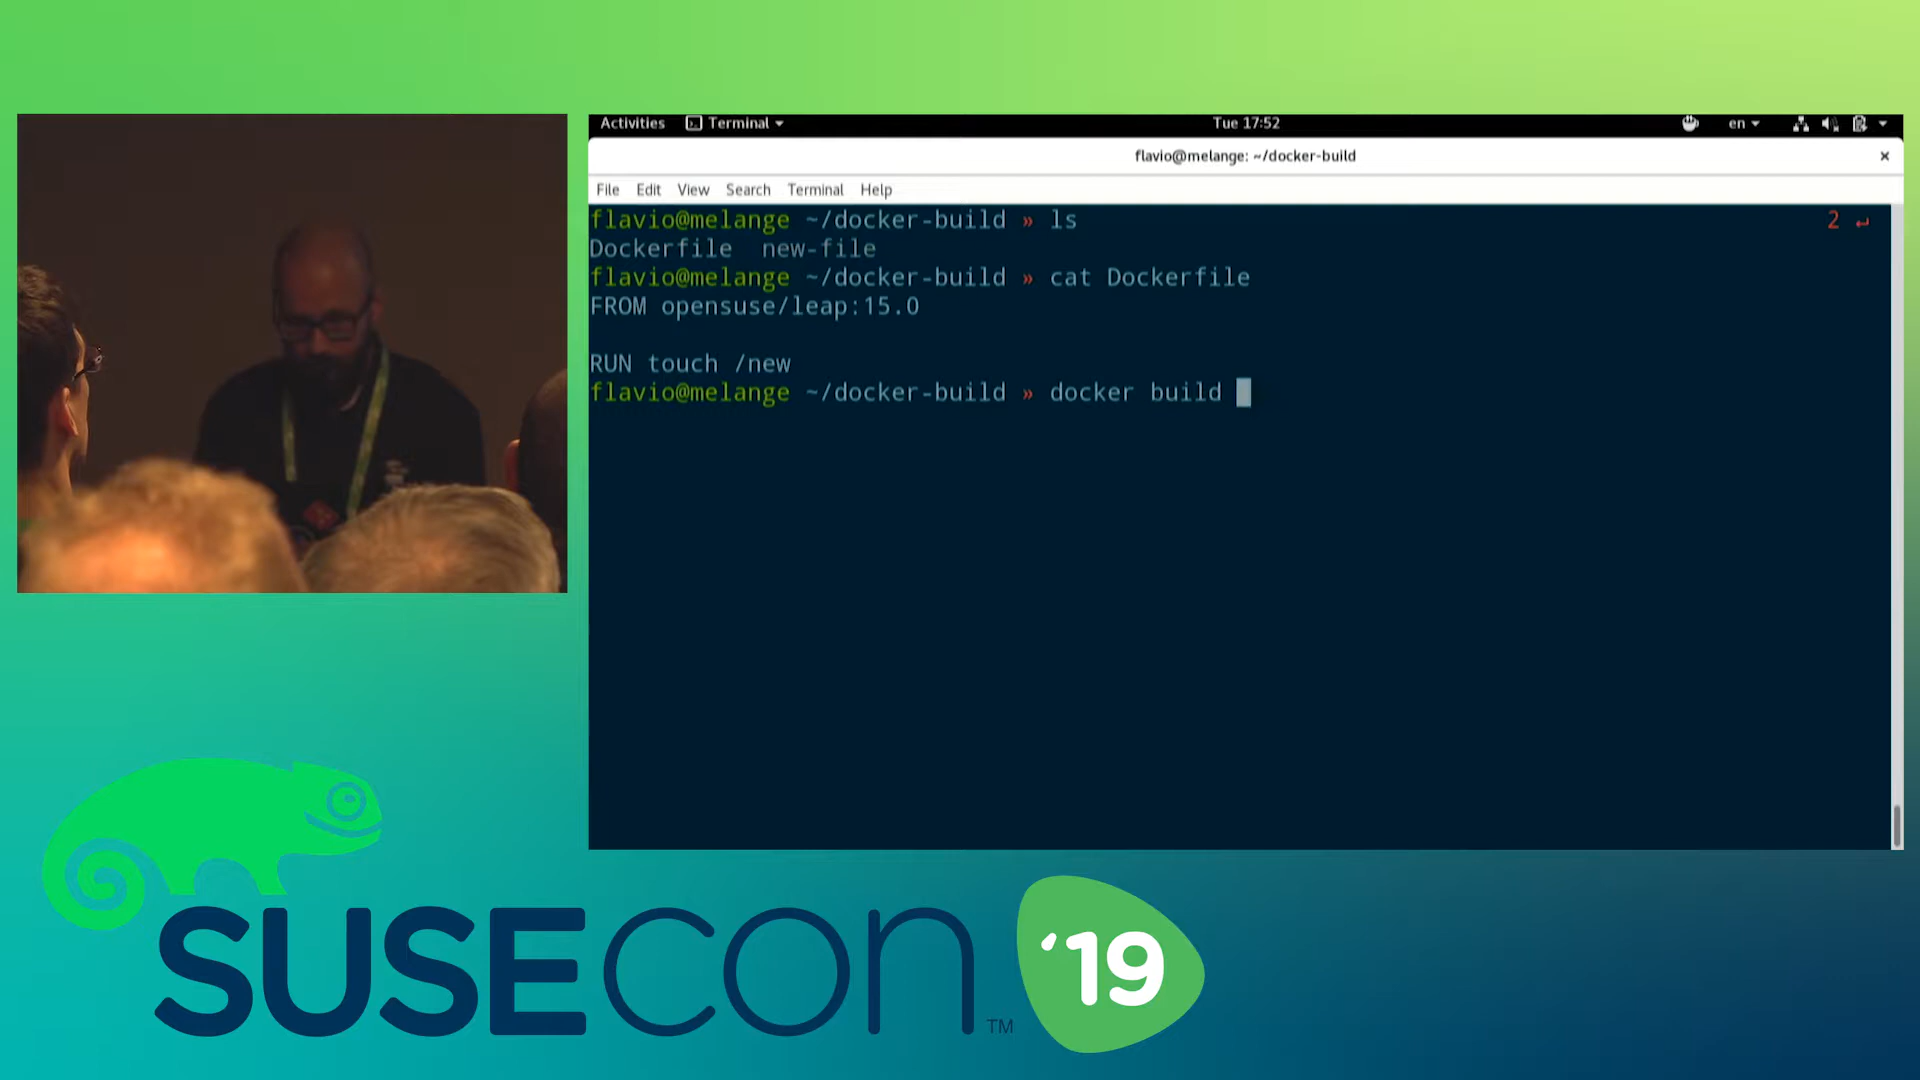 Activities Terminal Tue 17:52 en
flavio@melange: ~/docker-build ×
File Edit View Search Terminal Help
flavio@melange ~/docker-build » ls 2 ↵
Dockerfile new-file
flavio@melange ~/docker-build » cat Dockerfile
FROM opensuse/leap:15.0
RUN touch /new
flavio@melange ~/docker-build » docker build
SUSECON™ '19